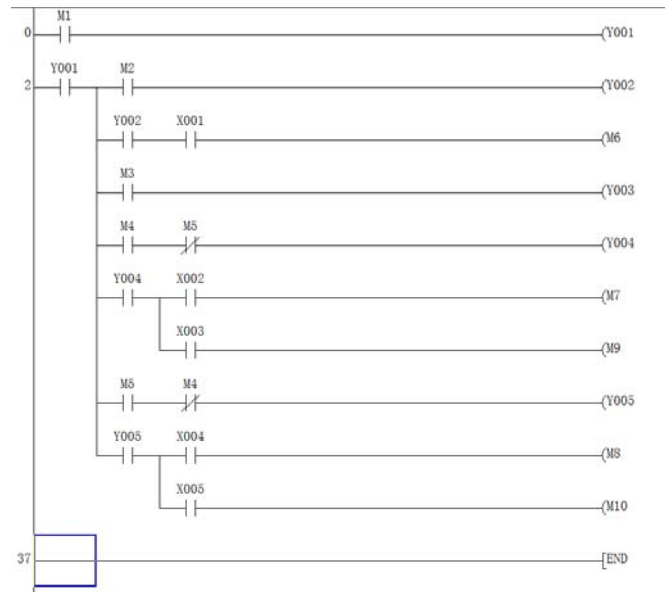 M1
0 (Y001
Y001 M2
2 (Y002
Y002 X001
(M6
M3
(Y003
M4 M5
(Y004
Y004 X002
(M7
X003
(M9
M5 M4
(Y005
Y005 X004
(M8
X005
(M10
37 [END